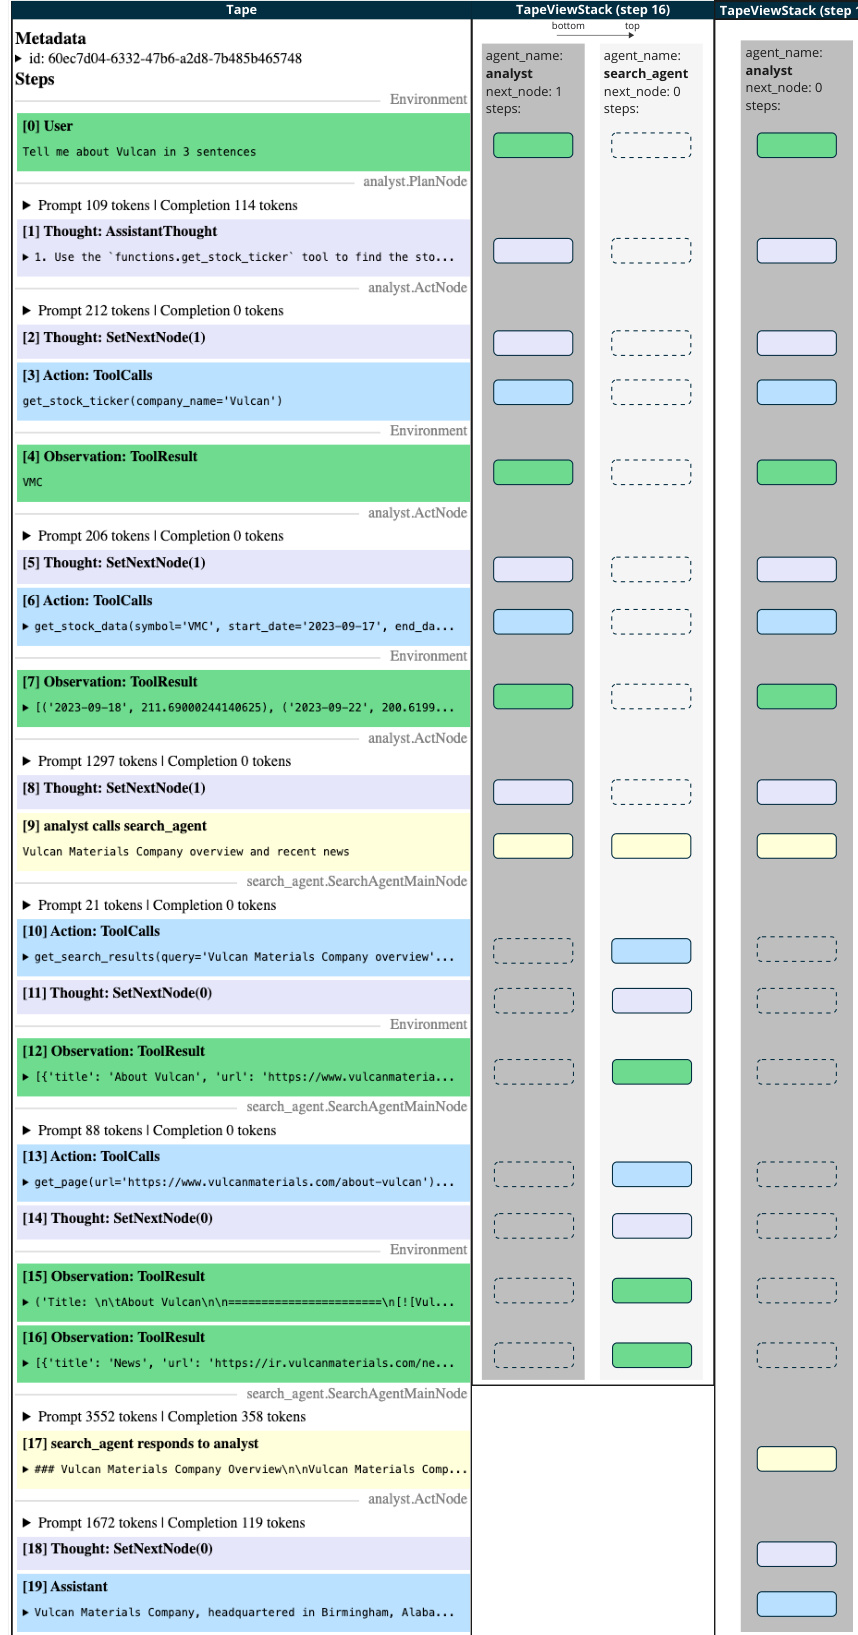 Tape
Metadata
▶ id: 60ec7d04-6332-47b6-a2d8-7b485b465748
Steps
Environment
[0] User
Tell me about Vulcan in 3 sentences
analyst.PlanNode
▶ Prompt 109 tokens | Completion 114 tokens
[1] Thought: AssistantThought
▶ 1. Use the `functions.get_stock_ticker` tool to find the sto...
analyst.ActNode
▶ Prompt 212 tokens | Completion 0 tokens
[2] Thought: SetNextNode(1)
[3] Action: ToolCalls
get_stock_ticker(company_name='Vulcan')
Environment
[4] Observation: ToolResult
VMC
analyst.ActNode
▶ Prompt 206 tokens | Completion 0 tokens
[5] Thought: SetNextNode(1)
[6] Action: ToolCalls
▶ get_stock_data(symbol='VMC', start_date='2023-09-17', end_da...
Environment
[7] Observation: ToolResult
▶ [('2023-09-18', 211.69000244140625), ('2023-09-22', 200.6199...
analyst.ActNode
▶ Prompt 1297 tokens | Completion 0 tokens
[8] Thought: SetNextNode(1)
[9] analyst calls search_agent
Vulcan Materials Company overview and recent news
search_agent.SearchAgentMainNode
▶ Prompt 21 tokens | Completion 0 tokens
[10] Action: ToolCalls
▶ get_search_results(query='Vulcan Materials Company overview'...
[11] Thought: SetNextNode(0)
Environment
[12] Observation: ToolResult
▶ [{'title': 'About Vulcan', 'url': 'https://www.vulcanmateria...
search_agent.SearchAgentMainNode
▶ Prompt 88 tokens | Completion 0 tokens
[13] Action: ToolCalls
▶ get_page(url='https://www.vulcanmaterials.com/about-vulcan')...
[14] Thought: SetNextNode(0)
Environment
[15] Observation: ToolResult
▶ ('Title: \n\tAbout Vulcan\n\n=======================\n[![Vul...
[16] Observation: ToolResult
▶ [{'title': 'News', 'url': 'https://ir.vulcanmaterials.com/ne...
search_agent.SearchAgentMainNode
▶ Prompt 3552 tokens | Completion 358 tokens
[17] search_agent responds to analyst
▶ ### Vulcan Materials Company Overview\n\nVulcan Materials Comp...
analyst.ActNode
▶ Prompt 1672 tokens | Completion 119 tokens
[18] Thought: SetNextNode(0)
[19] Assistant
▶ Vulcan Materials Company, headquartered in Birmingham, Alaba...
TapeViewStack (step 16)
bottom top
agent_name:
analyst
next_node: 1
steps:
agent_name:
search_agent
next_node: 0
steps:
TapeViewStack (step
agent_name:
analyst
next_node: 0
steps: